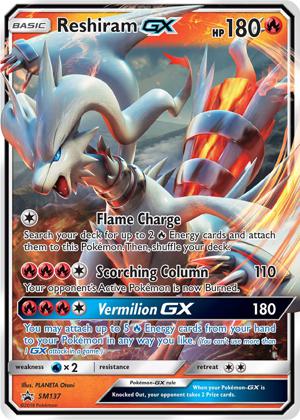 BASIC Reshiram GX HP 180
Flame Charge
Search your deck for up to 2 Energy cards and attach
them to this Pokémon. Then, shuffle your deck.
Scorching Column 110
Your opponent's Active Pokémon is now Burned.
Vermilion GX 180
You may attach up to 5 Energy cards from your hand
to your Pokémon in any way you like. (You can't use more than
1 GX attack in a game.)
weakness ×2 resistance retreat
Illus. PLANETA Otani
SM137
©2018 Pokémon
Pokémon-GX rule
When your Pokémon-GX is
Knocked Out, your opponent takes 2 Prize cards.